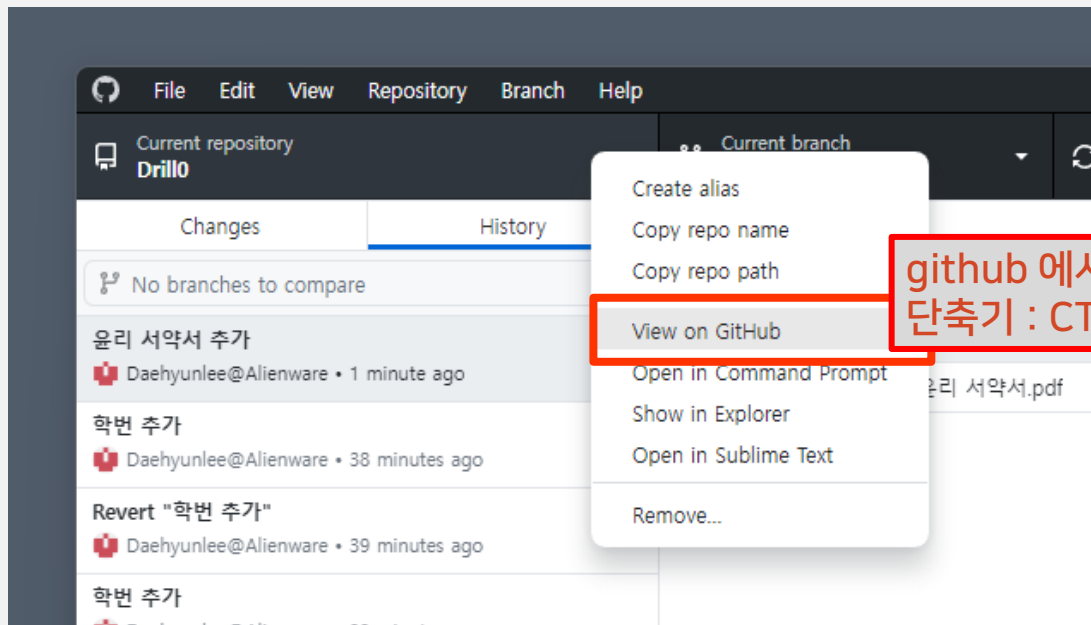 File Edit View Repository Branch Help
Current repository
Drill0
Current branch
Changes History
No branches to compare
윤리 서약서 추가
Daehyunlee@Alienware • 1 minute ago
학번 추가
Daehyunlee@Alienware • 38 minutes ago
Revert "학번 추가"
Daehyunlee@Alienware • 39 minutes ago
학번 추가
Create alias
Copy repo name
Copy repo path
View on GitHub
Open in Command Prompt
Show in Explorer
Open in Sublime Text
Remove...
github 에서
단축기 : CT
서약서.pdf